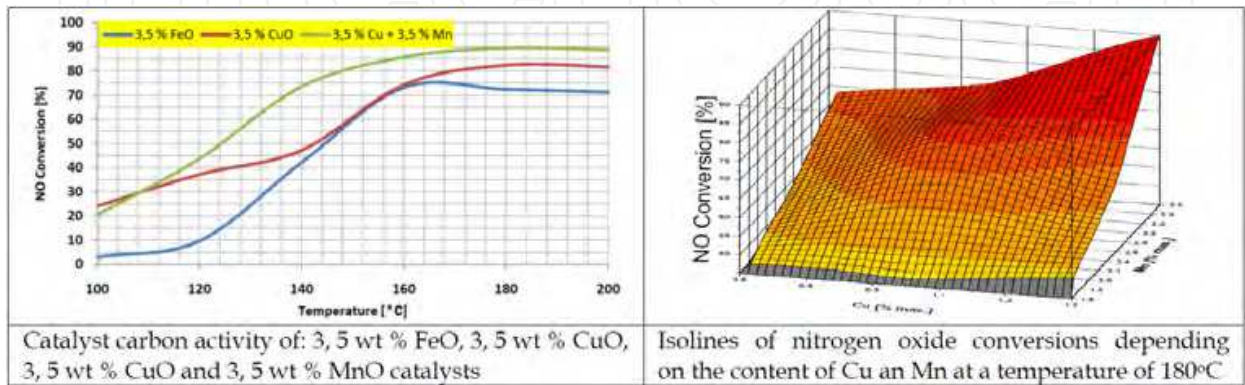 3,5 % FeO 3,5 % CuO 3,5 % Cu + 3,5 % Mn
NO Conversion [%]
100
90
80
70
60
50
40
30
20
10
0
100 120 140 160 180 200
Temperature [°C]
NO Conversion [%]
Cu [% mas.]
Catalyst carbon activity of: 3, 5 wt % FeO, 3, 5 wt % CuO,
3, 5 wt % CuO and 3, 5 wt % MnO catalysts
Isolines of nitrogen oxide conversions depending
on the content of Cu an Mn at a temperature of 180°C